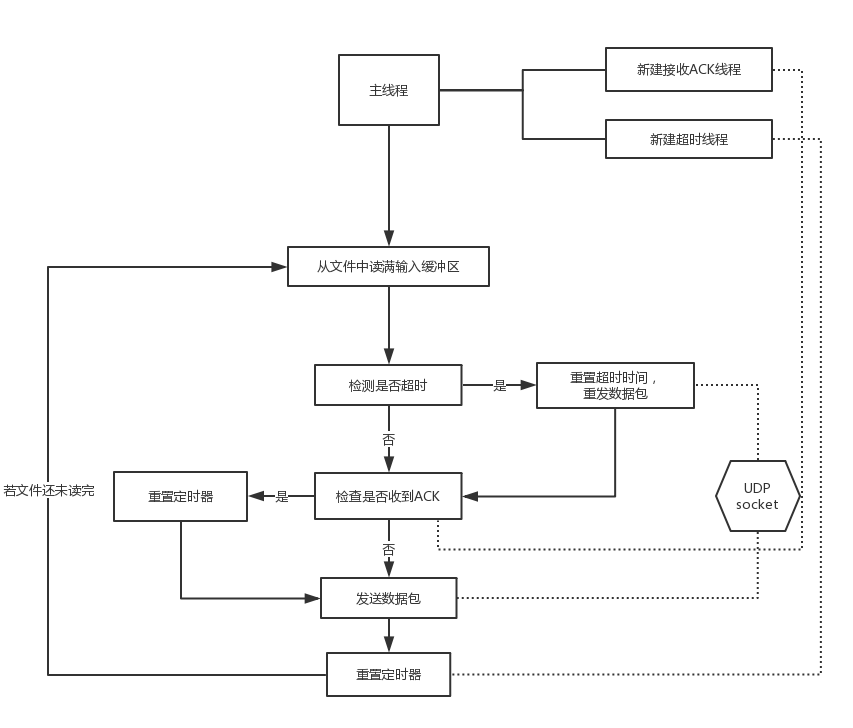 新建接收ACK线程
主线程
新建超时线程
从文件中读满输入缓冲区
检测是否超时
是
重置超时时间，
重发数据包
否
若文件还未读完
重置定时器
是
检查是否收到ACK
UDP
socket
否
发送数据包
重置定时器